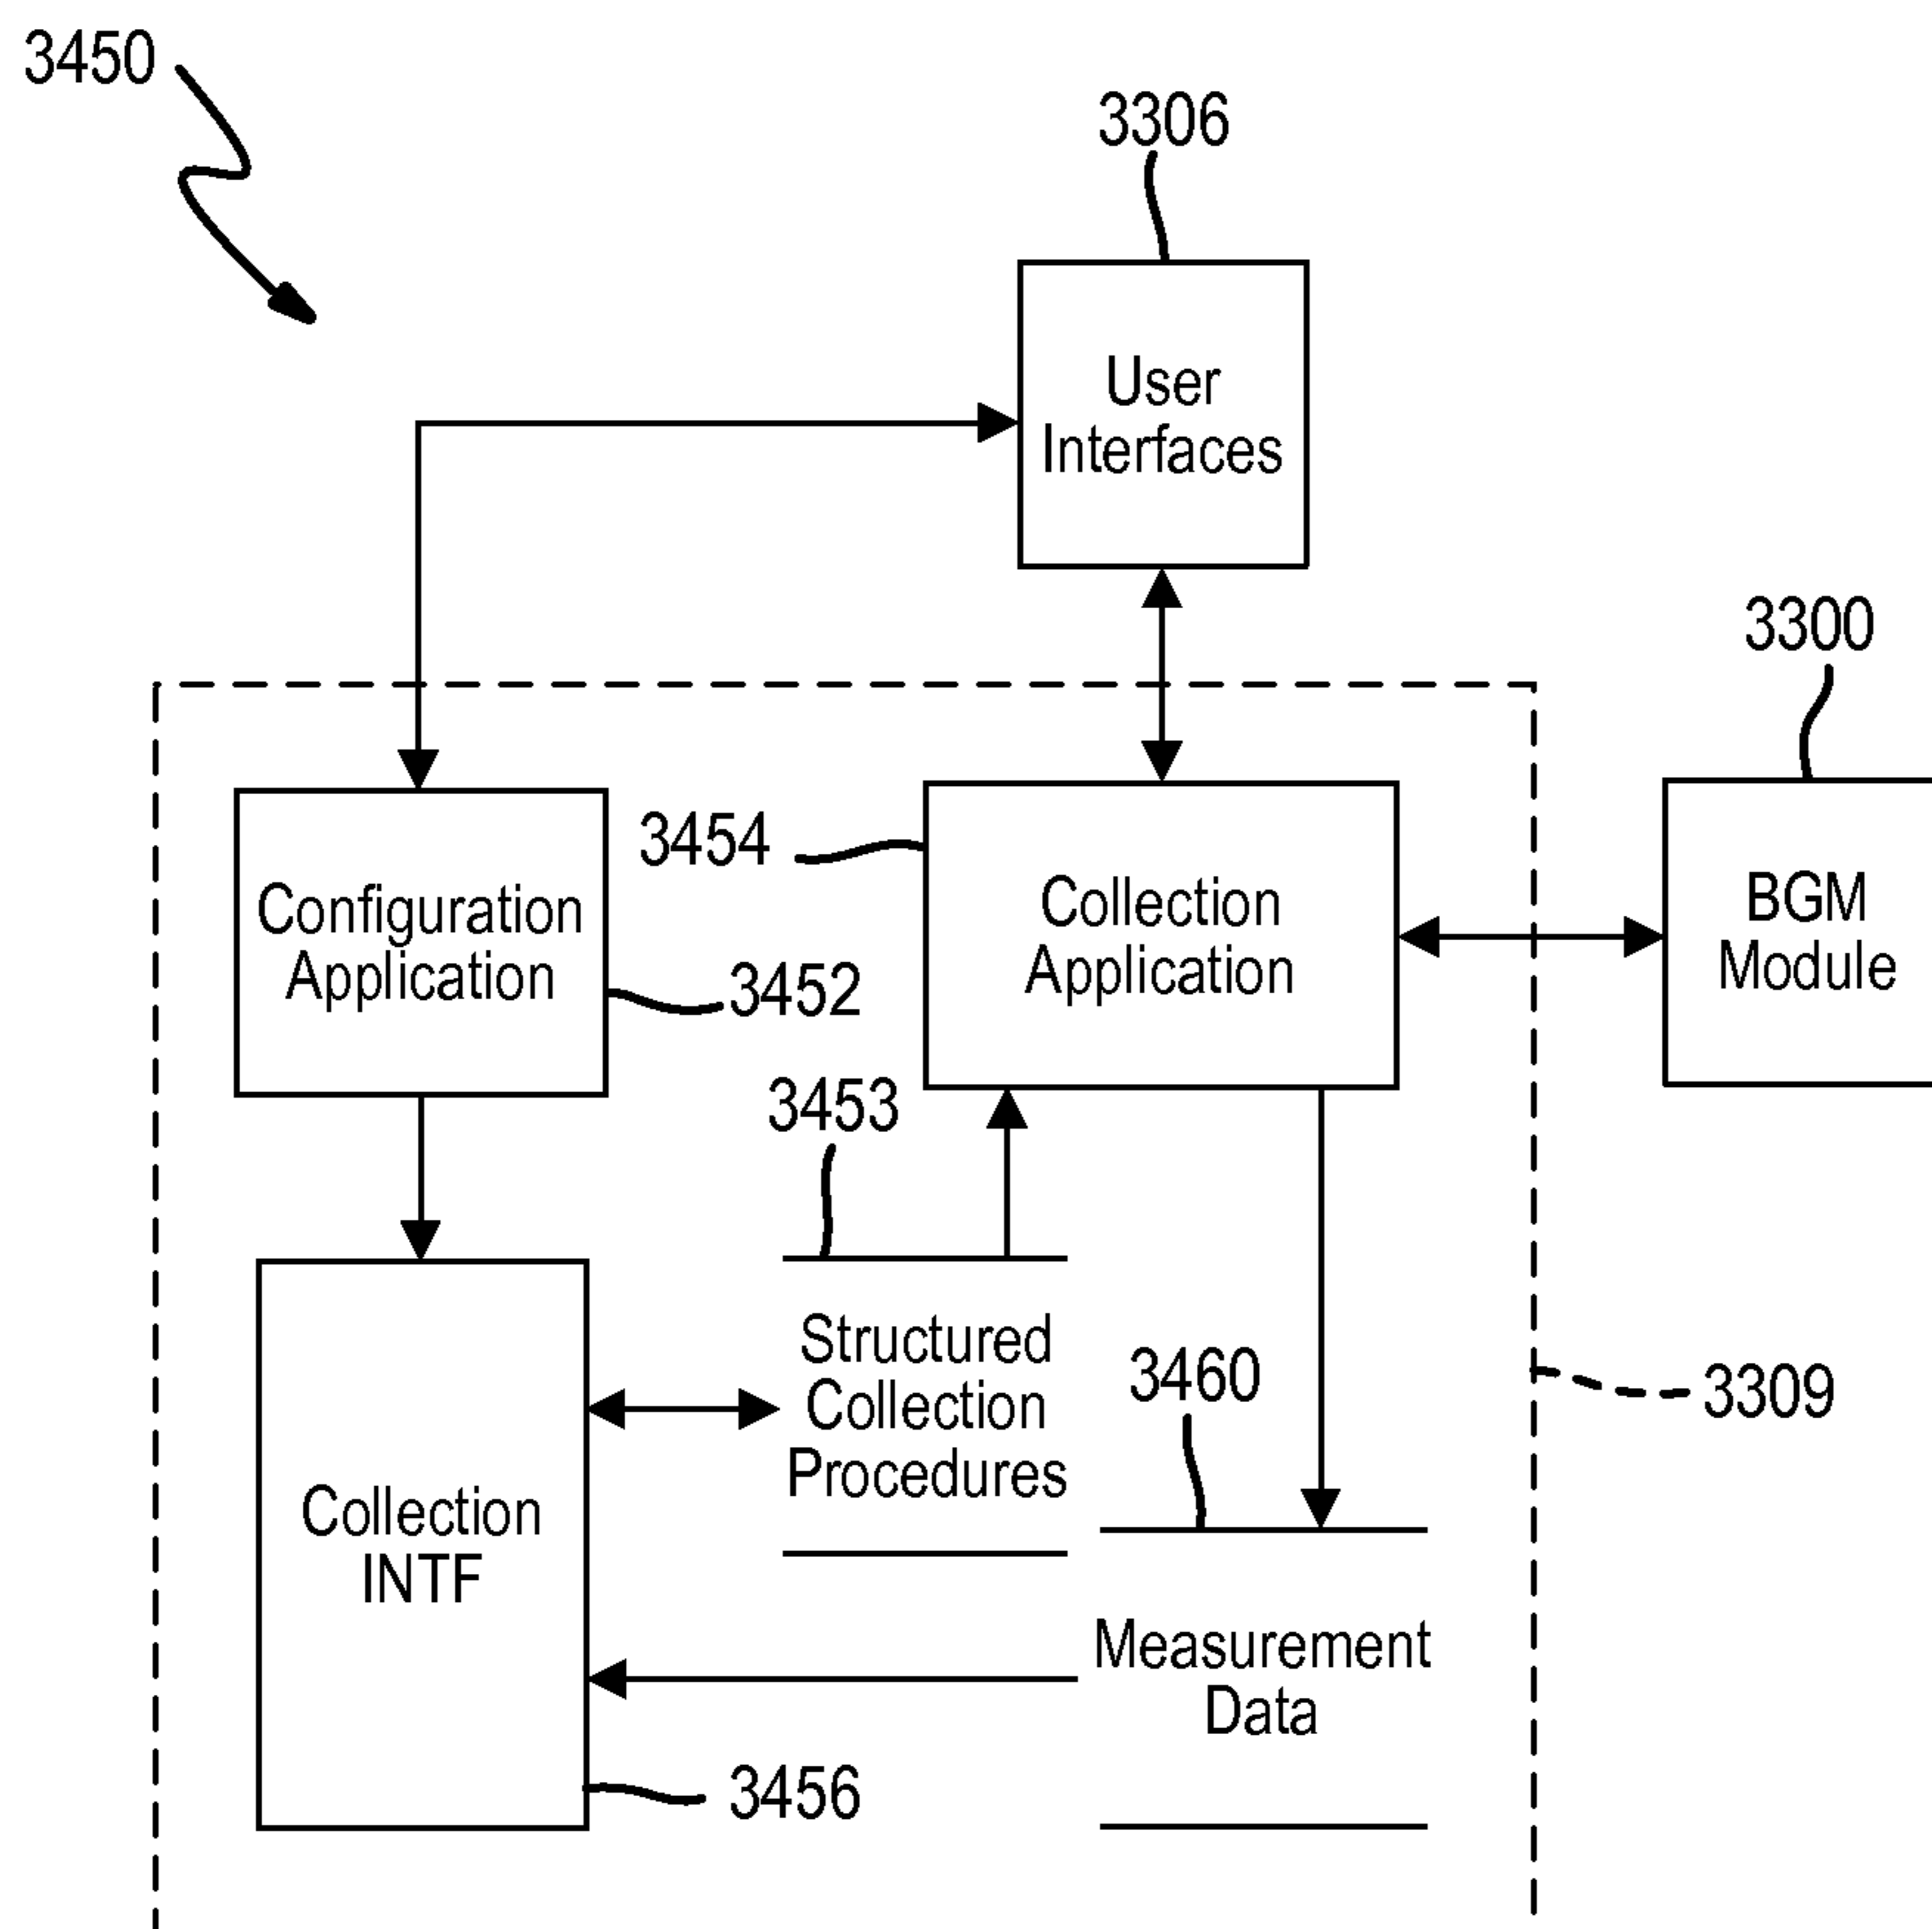 3450
3306
User
Interfaces
3300
3454
Configuration
Application
Collection
Application
BGM
Module
3452
3453
Structured
Collection
Procedures
3460
3309
Collection
INTF
Measurement
Data
3456